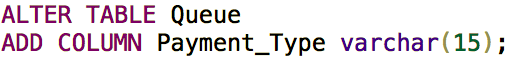 ALTER TABLE Queue
ADD COLUMN Payment_Type varchar(15);